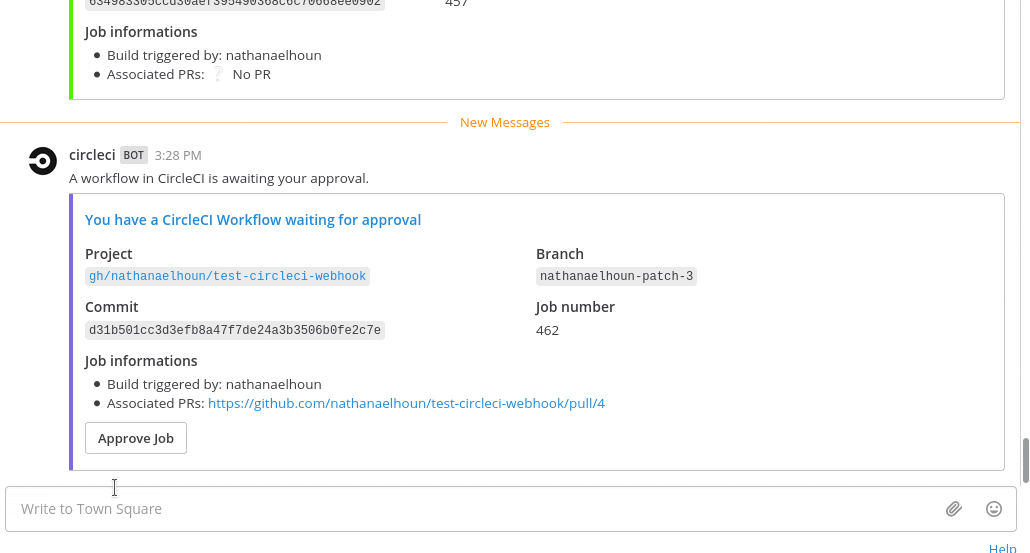 457
Job informations
Build triggered by: nathanaelhoun
Associated PRs: ❔ No PR
New Messages
circleci BOT 3:28 PM
A workflow in CircleCI is awaiting your approval.
You have a CircleCI Workflow waiting for approval
Project Branch
gh/nathanaelhoun/test-circleci-webhook nathanaelhoun-patch-3
Commit Job number
d31b501cc3d3efb8a47f7de24a3b3506b0fe2c7e 462
Job informations
Build triggered by: nathanaelhoun
Associated PRs: https://github.com/nathanaelhoun/test-circleci-webhook/pull/4
Approve Job
Write to Town Square
Help